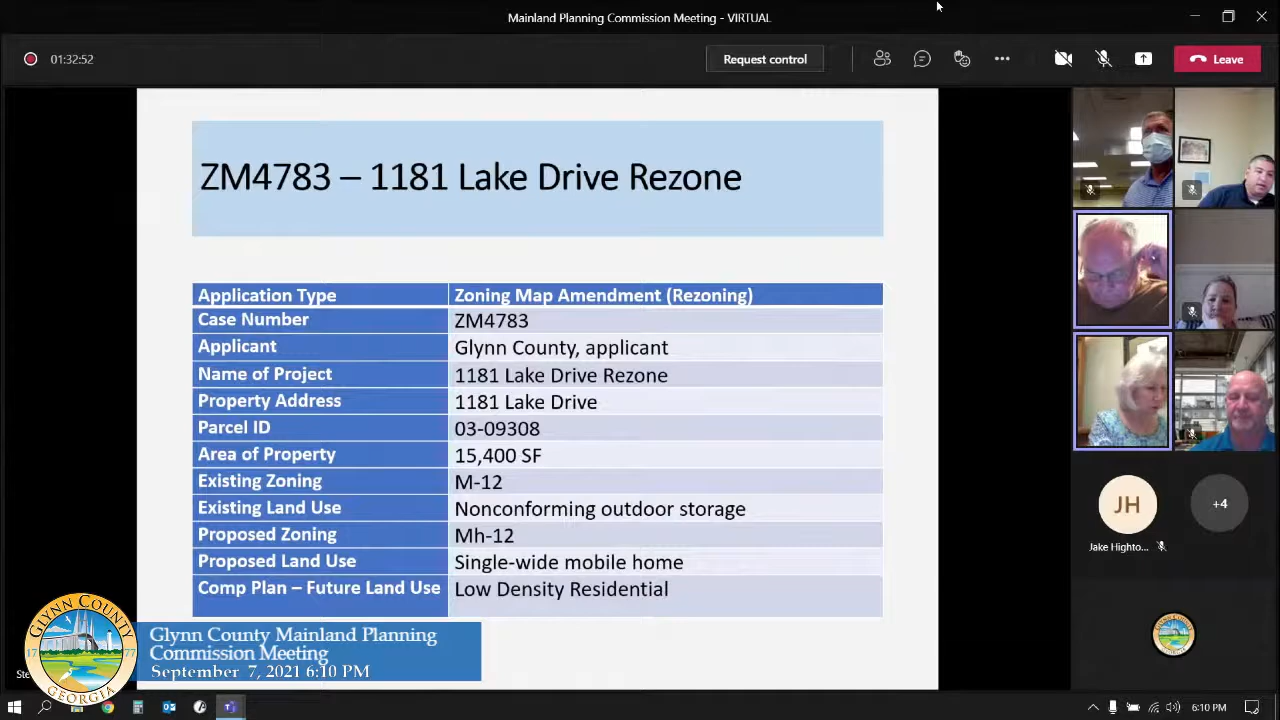 Mainland Planning Commission Meeting - VIRTUAL
01:32:52
Request control
Leave
ZM4783 – 1181 Lake Drive Rezone
Application Type Zoning Map Amendment (Rezoning)
Case Number ZM4783
Applicant Glynn County, applicant
Name of Project 1181 Lake Drive Rezone
Property Address 1181 Lake Drive
Parcel ID 03-09308
Area of Property 15,400 SF
Existing Zoning M-12
Existing Land Use Nonconforming outdoor storage
Proposed Zoning Mh-12
Proposed Land Use Single-wide mobile home
Comp Plan – Future Land Use Low Density Residential
JH
+4
Jake Highto...
GLYNN COUNTY
17 77
GEORGIA
Glynn County Mainland Planning
Commission Meeting
September 7, 2021 6:10 PM
Ste
6:10 PM